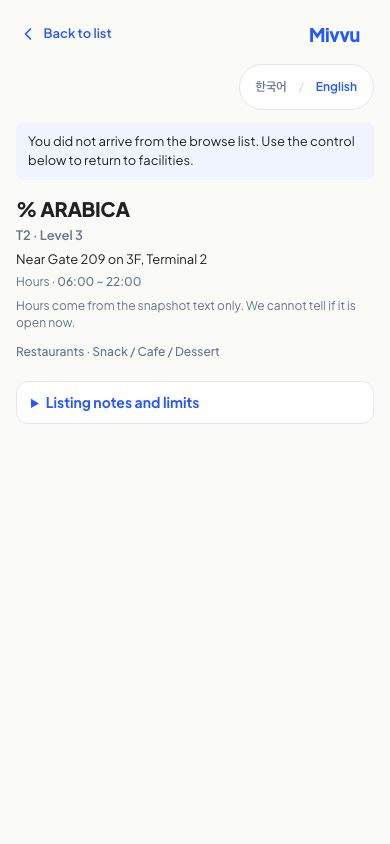 Back to list
Mivvu
한국어 / English
You did not arrive from the browse list. Use the control
below to return to facilities.
% ARABICA
T2 · Level 3
Near Gate 209 on 3F, Terminal 2
Hours · 06:00 ~ 22:00
Hours come from the snapshot text only. We cannot tell if it is
open now.
Restaurants · Snack / Cafe / Dessert
Listing notes and limits